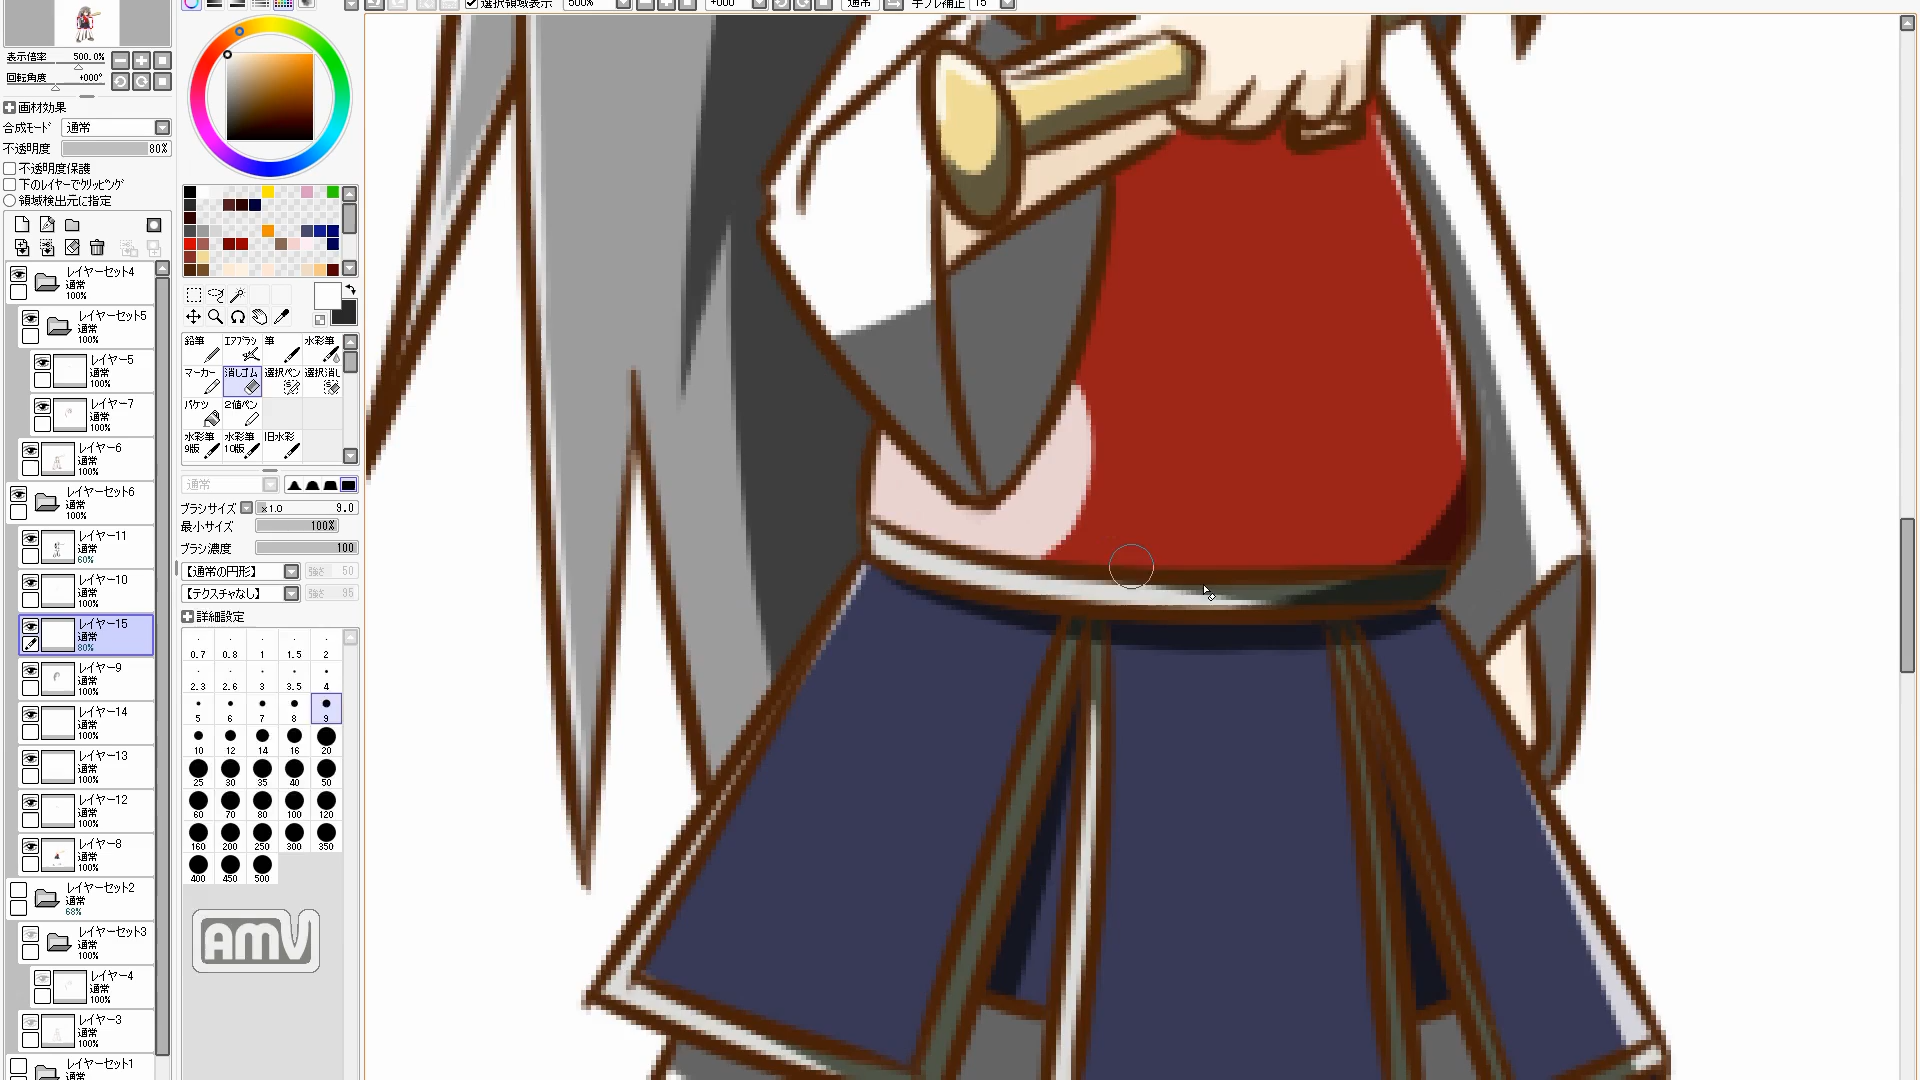 選択領域表示 500% +000° 通常 手ブレ補正 15
表示倍率 500.0%
回転角度 +000°
画材効果
合成モード 通常
不透明度 80%
不透明度保護
下のレイヤーでクリッピング
領域検出元に指定
レイヤーセット4
通常
100%
レイヤーセット5
通常
100%
レイヤー5
通常
100%
レイヤー7
通常
100%
レイヤー6
通常
100%
レイヤーセット6
通常
100%
レイヤー11
通常
60%
レイヤー10
通常
100%
レイヤー15
通常
80%
レイヤー9
通常
100%
レイヤー14
通常
100%
レイヤー13
通常
100%
レイヤー12
通常
100%
レイヤー8
通常
100%
レイヤーセット2
通常
68%
レイヤーセット3
通常
100%
レイヤー4
通常
100%
レイヤー3
通常
100%
レイヤーセット1
通常
鉛筆 エアブラシ 筆 水彩筆
マーカー 消しゴム 選択ペン 選択消し
バケツ 2値ペン
水彩筆 水彩筆 旧水彩
9版 10版
通常
ブラシサイズ x1.0 9.0
最小サイズ 100%
ブラシ濃度 100
【通常の円形】 強さ 50
【テクスチャなし】 強さ 95
詳細設定
0.7 0.8 1 1.5 2
2.3 2.6 3 3.5 4
5 6 7 8 9
10 12 14 16 20
25 30 35 40 50
60 70 80 100 120
160 200 250 300 350
400 450 500
AMV